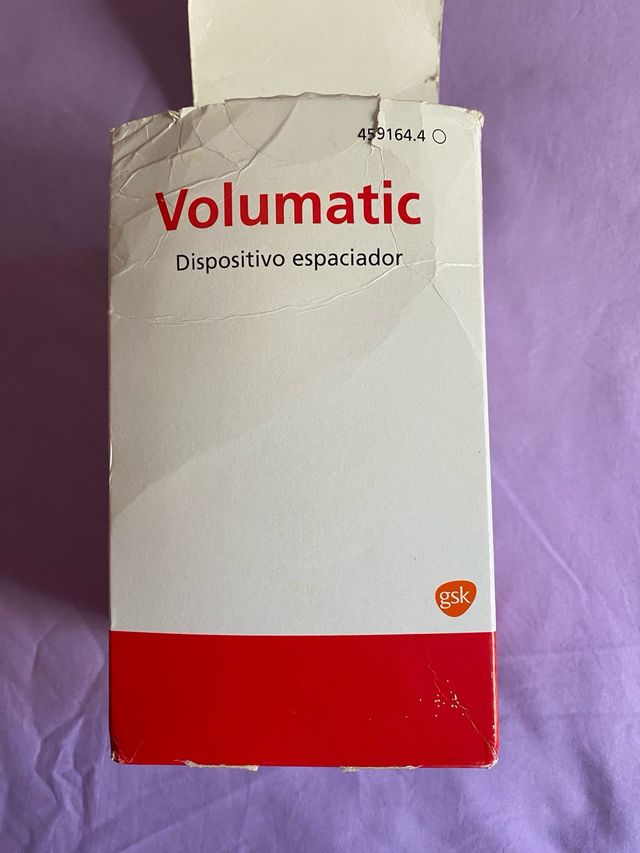 459164.4
Volumatic
Dispositivo espaciador
gsk